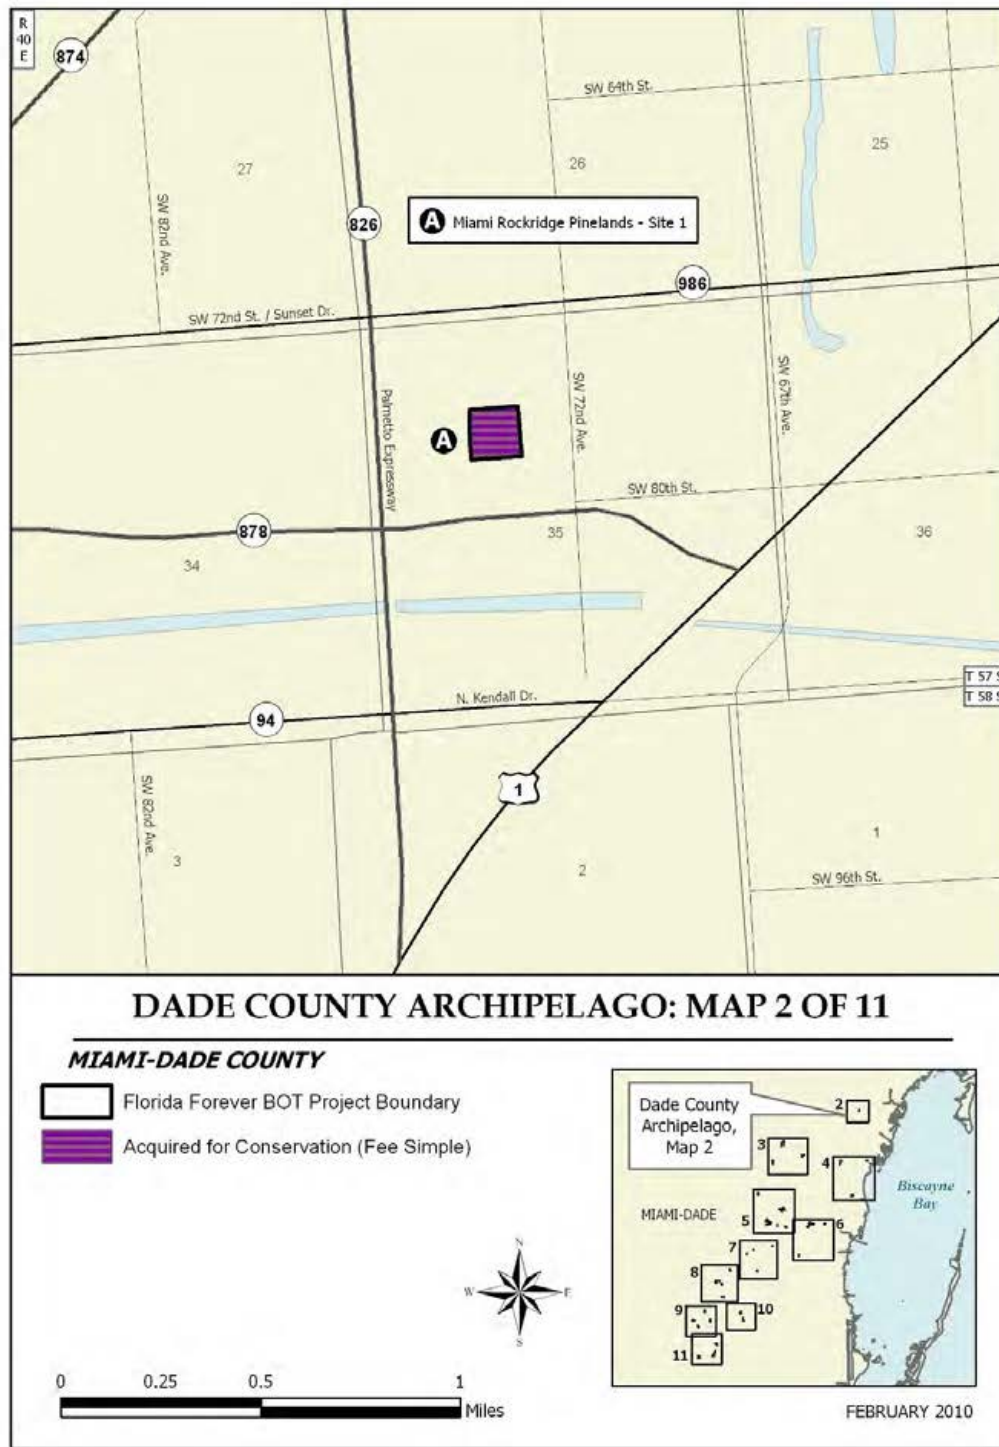 R
40
E
874
SW 64th St.
25
27
26
SW 82nd Ave.
826
A Miami Rockridge Pinelands - Site 1
986
SW 72nd St. / Sunset Dr.
SW 67th Ave.
SW 72nd Ave.
Palmetto Expressway
A
SW 80th St.
878
35
36
34
T 57 S
T 58 S
N. Kendall Dr.
94
1
SW 82nd Ave.
3
2
1
SW 96th St.
DADE COUNTY ARCHIPELAGO: MAP 2 OF 11
MIAMI-DADE COUNTY
Florida Forever BOT Project Boundary
Acquired for Conservation (Fee Simple)
Dade County
Archipelago,
Map 2
2
3
4
MIAMI-DADE
Biscayne
Bay
5
6
7
8
9
10
11
N
W
E
S
0 0.25 0.5 1
Miles
FEBRUARY 2010